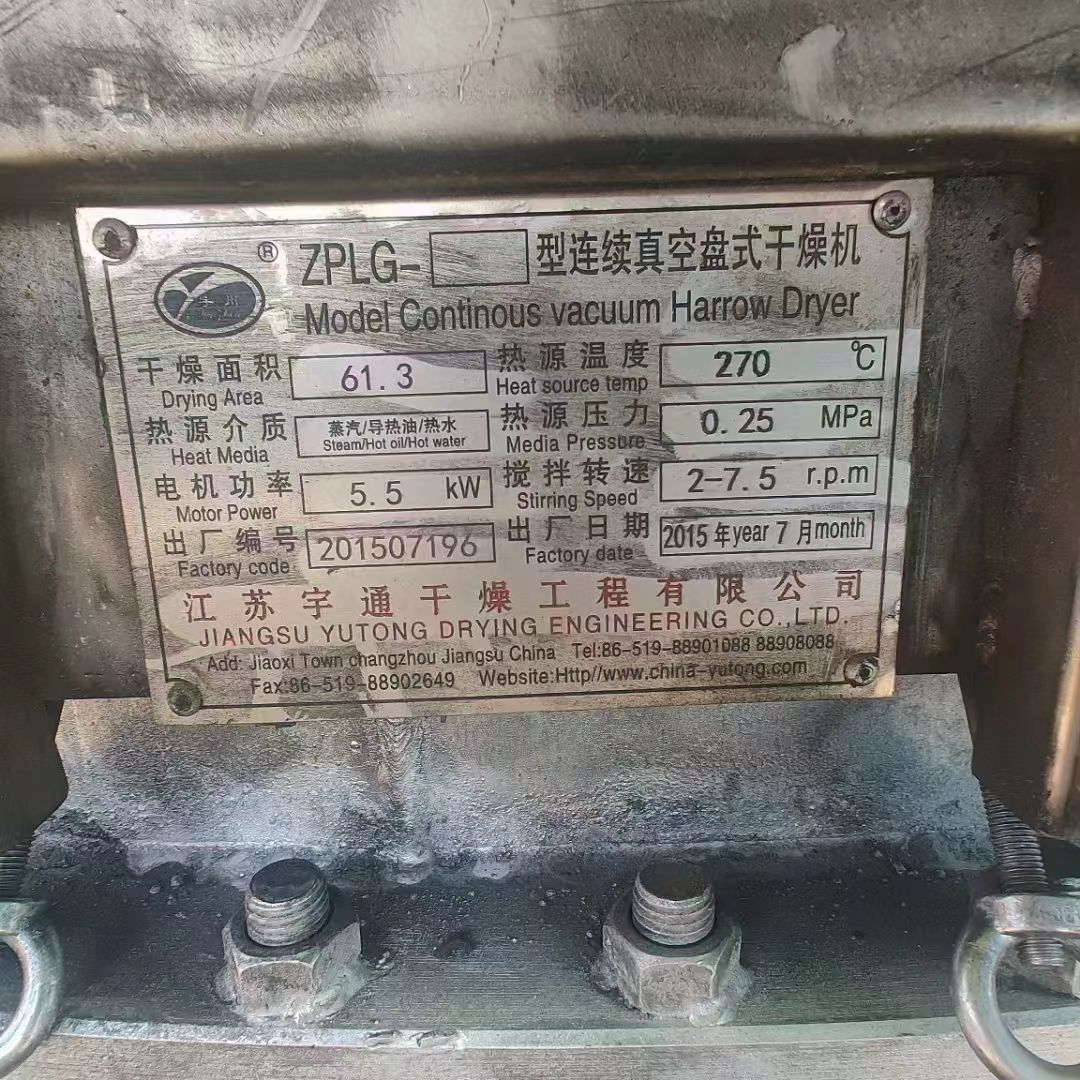 ® ZPLG- 型连续真空盘式干燥机
Model Continous vacuum Harrow Dryer
干燥面积 61.3 热源温度 270 ℃
Drying Area Heat source temp
热源介质 蒸汽/导热油/热水 热源压力 0.25 MPa
Heat Media Steam/Hot oil/Hot water Media Pressure
电机功率 5.5 kW 搅拌转速 2-7.5 r.p.m
Motor Power Stirring Speed
出厂编号 201507196 出厂日期 2015年year 7月month
Factory code Factory date
江苏宇通干燥工程有限公司
JIANGSU YUTONG DRYING ENGINEERING CO.,LTD.
Add: Jiaoxi Town changzhou Jiangsu China Tel:86-519-88901088 88908088
Fax:86-519-88902649 Website:Http//www.china-yutong.com